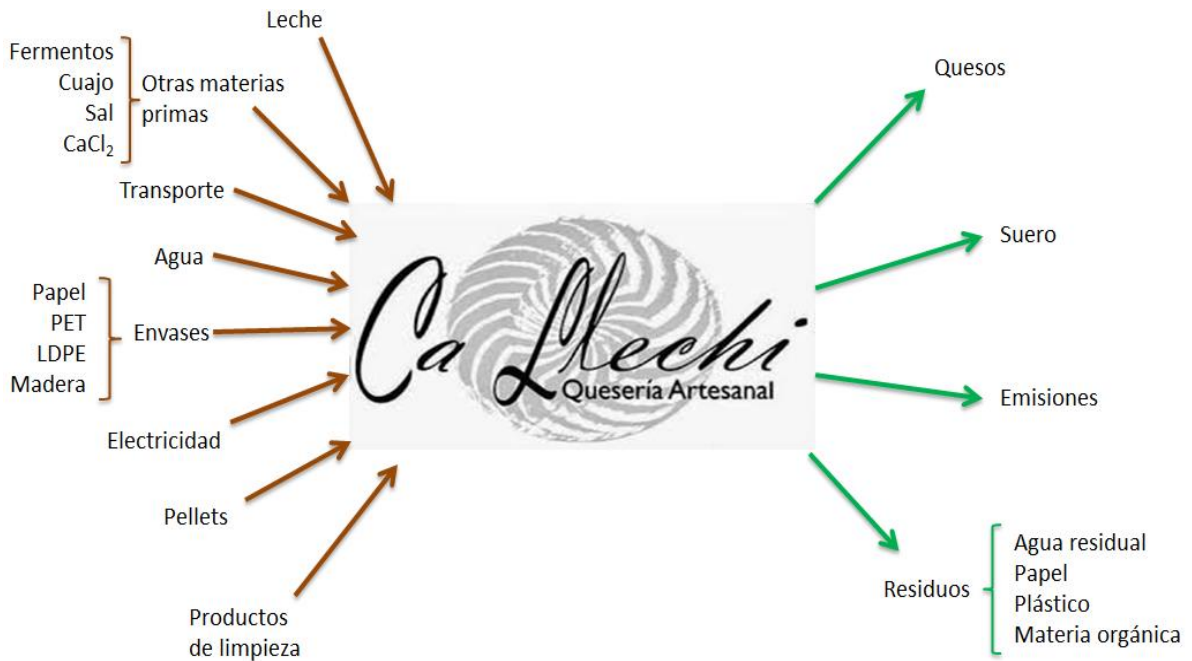 Leche
Fermentos
Cuajo
Sal
CaCl₂
Otras materias
primas
Transporte
Agua
Papel
PET
LDPE
Madera
Envases
Electricidad
Pellets
Productos
de limpieza
Ca Llechi
Quesería Artesanal
Quesos
Suero
Emisiones
Residuos
Agua residual
Papel
Plástico
Materia orgánica